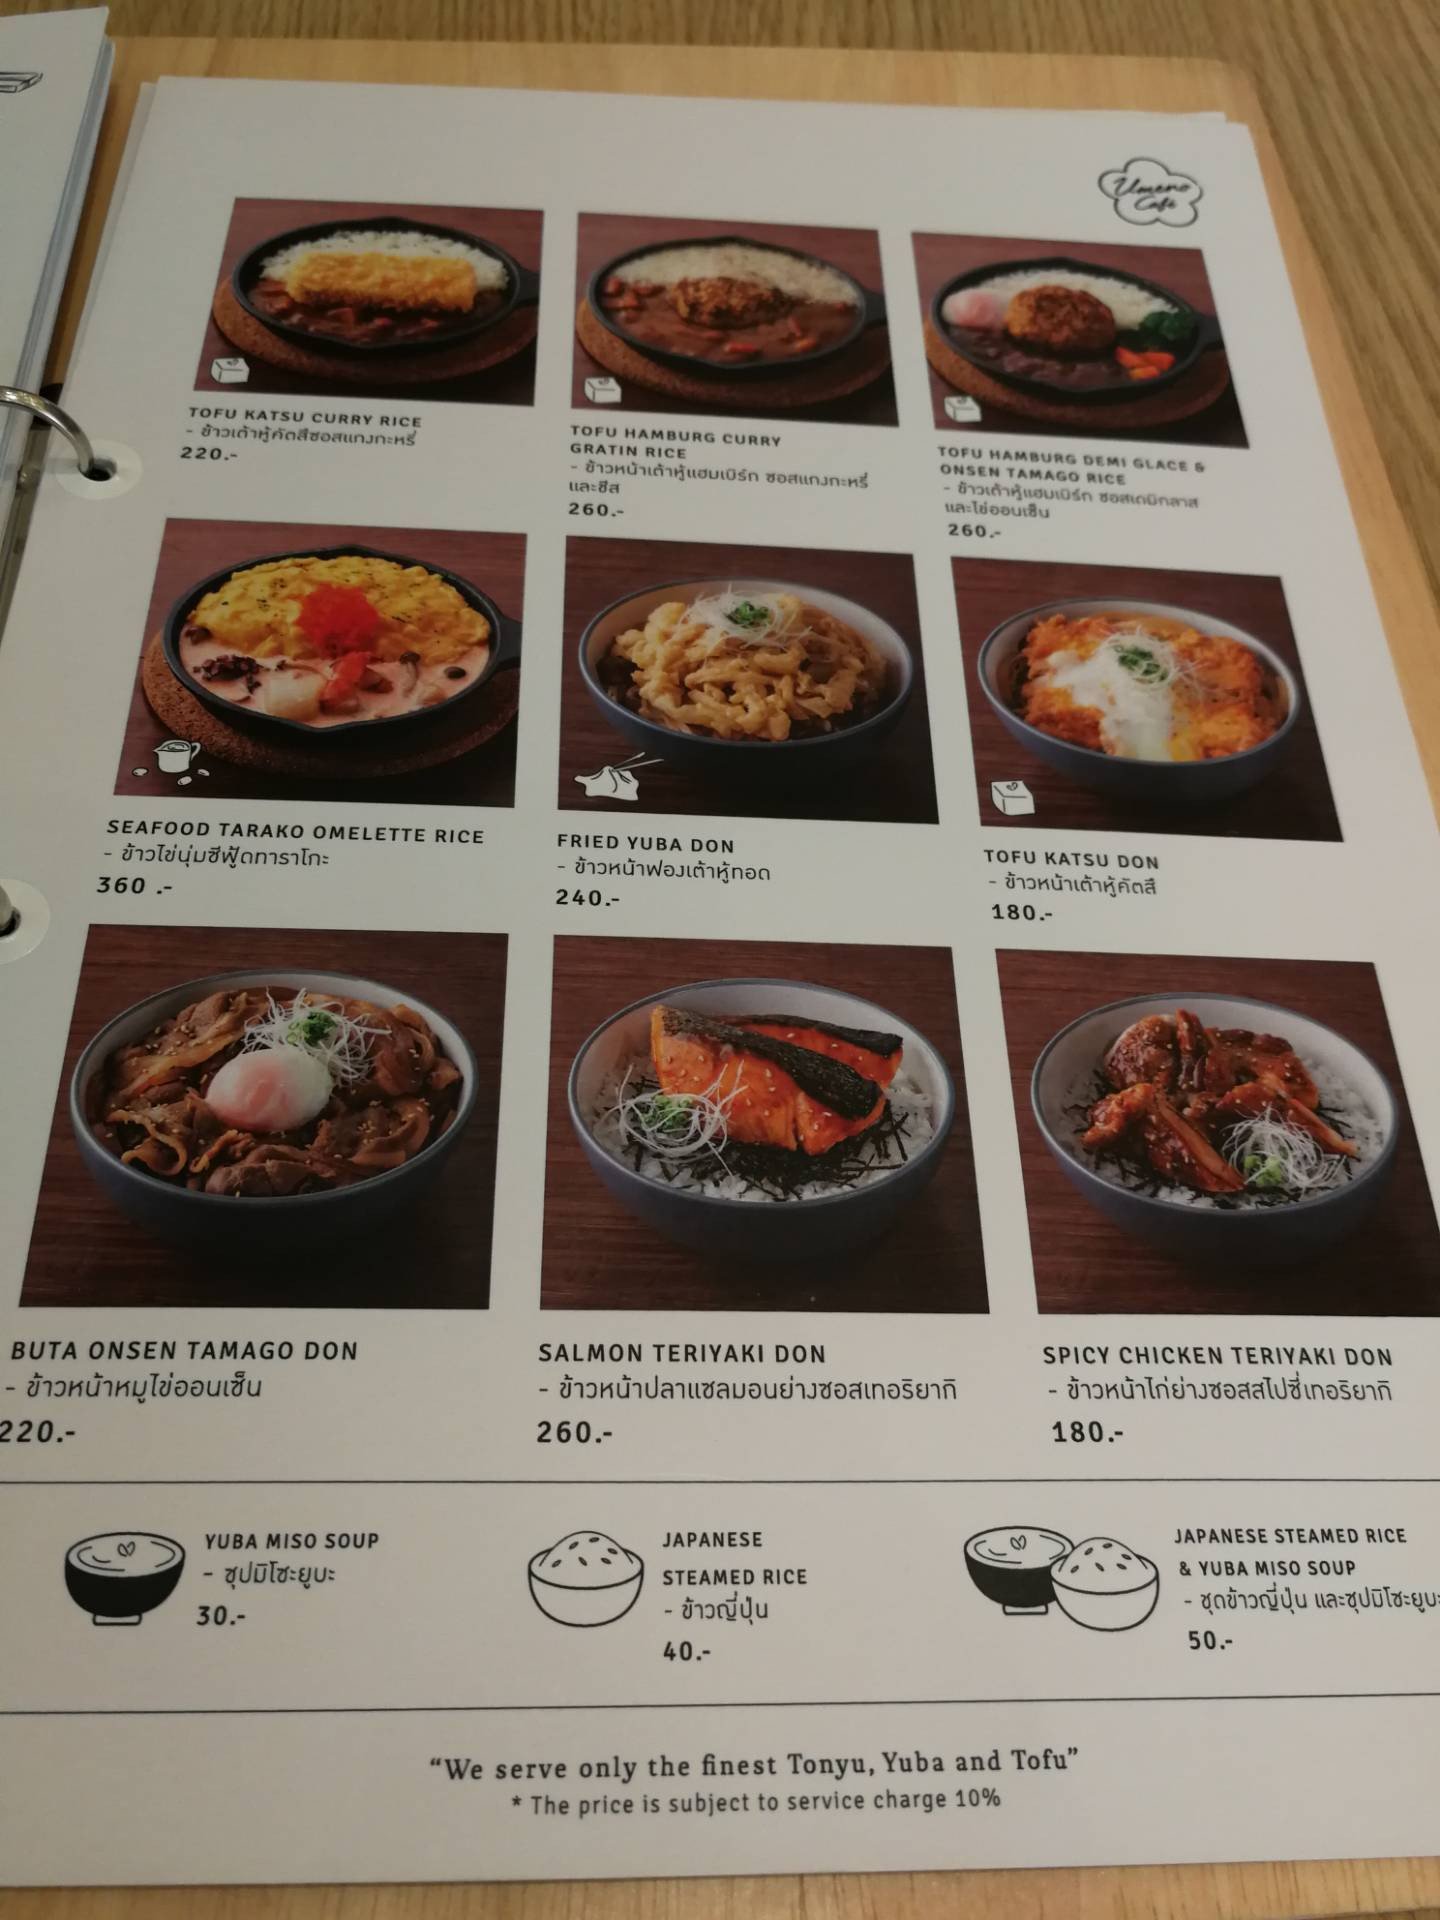 Umeno
Café
TOFU KATSU CURRY RICE
- ข้าวเต้าหู้คัตสึซอสแกงกะหรี่
220.-
TOFU HAMBURG CURRY
GRATIN RICE
- ข้าวหน้าเต้าหู้แฮมเบิร์ก ซอสแกงกะหรี่
และชีส
260.-
TOFU HAMBURG DEMI GLACE &
ONSEN TAMAGO RICE
- ข้าวเต้าหู้แฮมเบิร์ก ซอสเดมิกลาส
และไข่ออนเซ็น
260.-
SEAFOOD TARAKO OMELETTE RICE
- ข้าวไข่นุ่มซีฟู้ดทาราโกะ
360 .-
FRIED YUBA DON
- ข้าวหน้าฟองเต้าหู้ทอด
240.-
TOFU KATSU DON
- ข้าวหน้าเต้าหู้คัตสึ
180.-
BUTA ONSEN TAMAGO DON
- ข้าวหน้าหมูไข่ออนเซ็น
220.-
SALMON TERIYAKI DON
- ข้าวหน้าปลาแซลมอนย่างซอสเทอริยากิ
260.-
SPICY CHICKEN TERIYAKI DON
- ข้าวหน้าไก่ย่างซอสสไปซี่เทอริยากิ
180.-
YUBA MISO SOUP
- ซุปมิโซะยูบะ
30.-
JAPANESE
STEAMED RICE
- ข้าวญี่ปุ่น
40.-
JAPANESE STEAMED RICE
& YUBA MISO SOUP
- ชุดข้าวญี่ปุ่น และซุปมิโซะยูบะ
50.-
“We serve only the finest Tonyu, Yuba and Tofu”
* The price is subject to service charge 10%